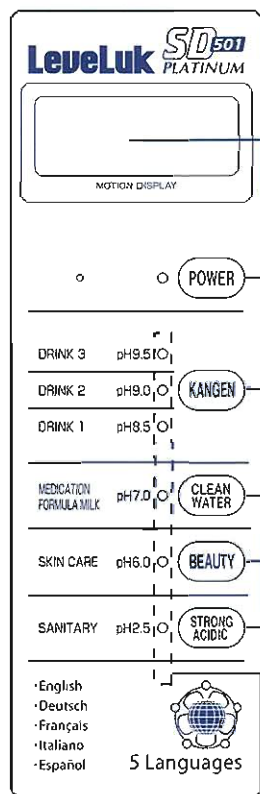 LeveLuk SD501
PLATINUM
MOTION DISPLAY
POWER
DRINK 3 pH9.5
DRINK 2 pH9.0 KANGEN
DRINK 1 pH8.5
MEDICATION
FORMULA MILK pH7.0 CLEAN
WATER
SKIN CARE pH6.0 BEAUTY
SANITARY pH2.5 STRONG
ACIDIC
·English
·Deutsch
·Français
·Italiano
·Español
5 Languages